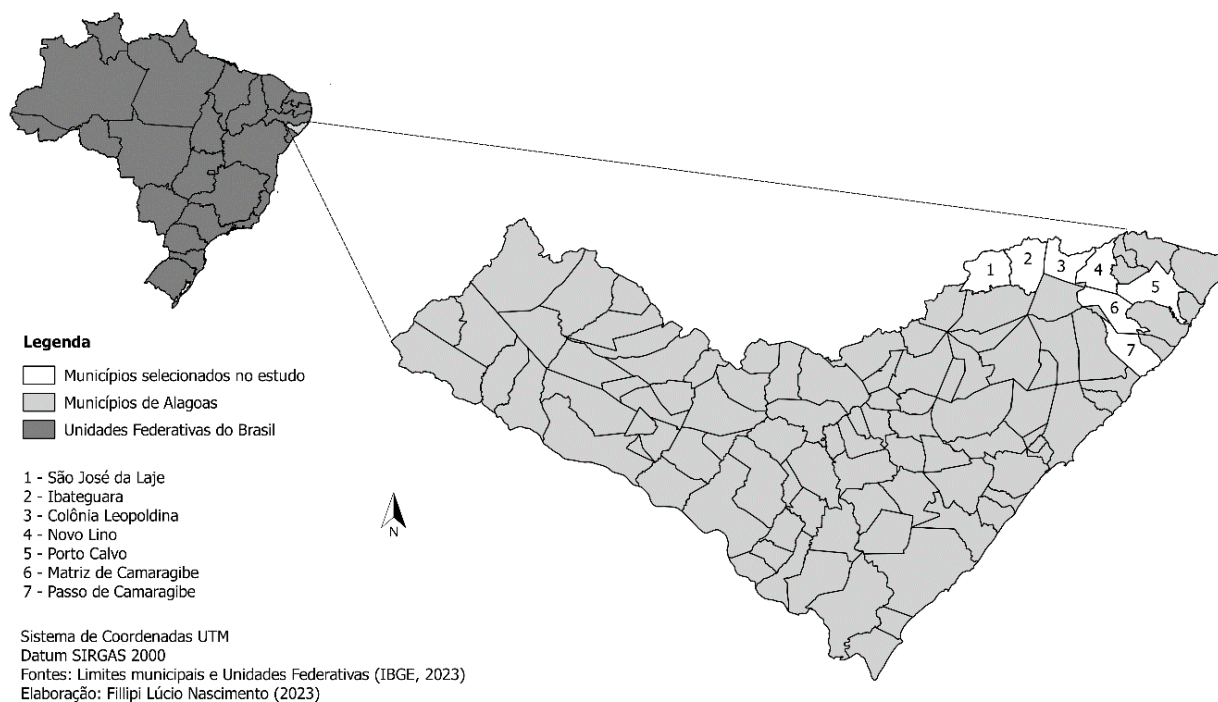 Legenda
Municípios selecionados no estudo
Municípios de Alagoas
Unidades Federativas do Brasil
1 - São José da Laje
2 - Ibateguara
3 - Colônia Leopoldina
4 - Novo Lino
5 - Porto Calvo
6 - Matriz de Camaragibe
7 - Passo de Camaragibe
Sistema de Coordenadas UTM
Datum SIRGAS 2000
Fontes: Limites municipais e Unidades Federativas (IBGE, 2023)
Elaboração: Fillipi Lúcio Nascimento (2023)
N
1
2
3
4
5
6
7